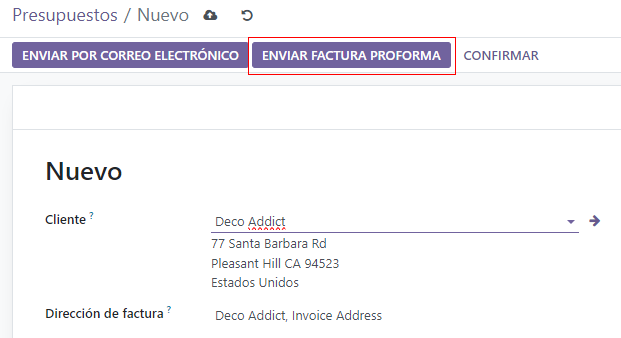 Presupuestos / Nuevo
ENVIAR POR CORREO ELECTRÓNICO ENVIAR FACTURA PROFORMA CONFIRMAR
Nuevo
Cliente ? Deco Addict
77 Santa Barbara Rd
Pleasant Hill CA 94523
Estados Unidos
Dirección de factura ? Deco Addict, Invoice Address